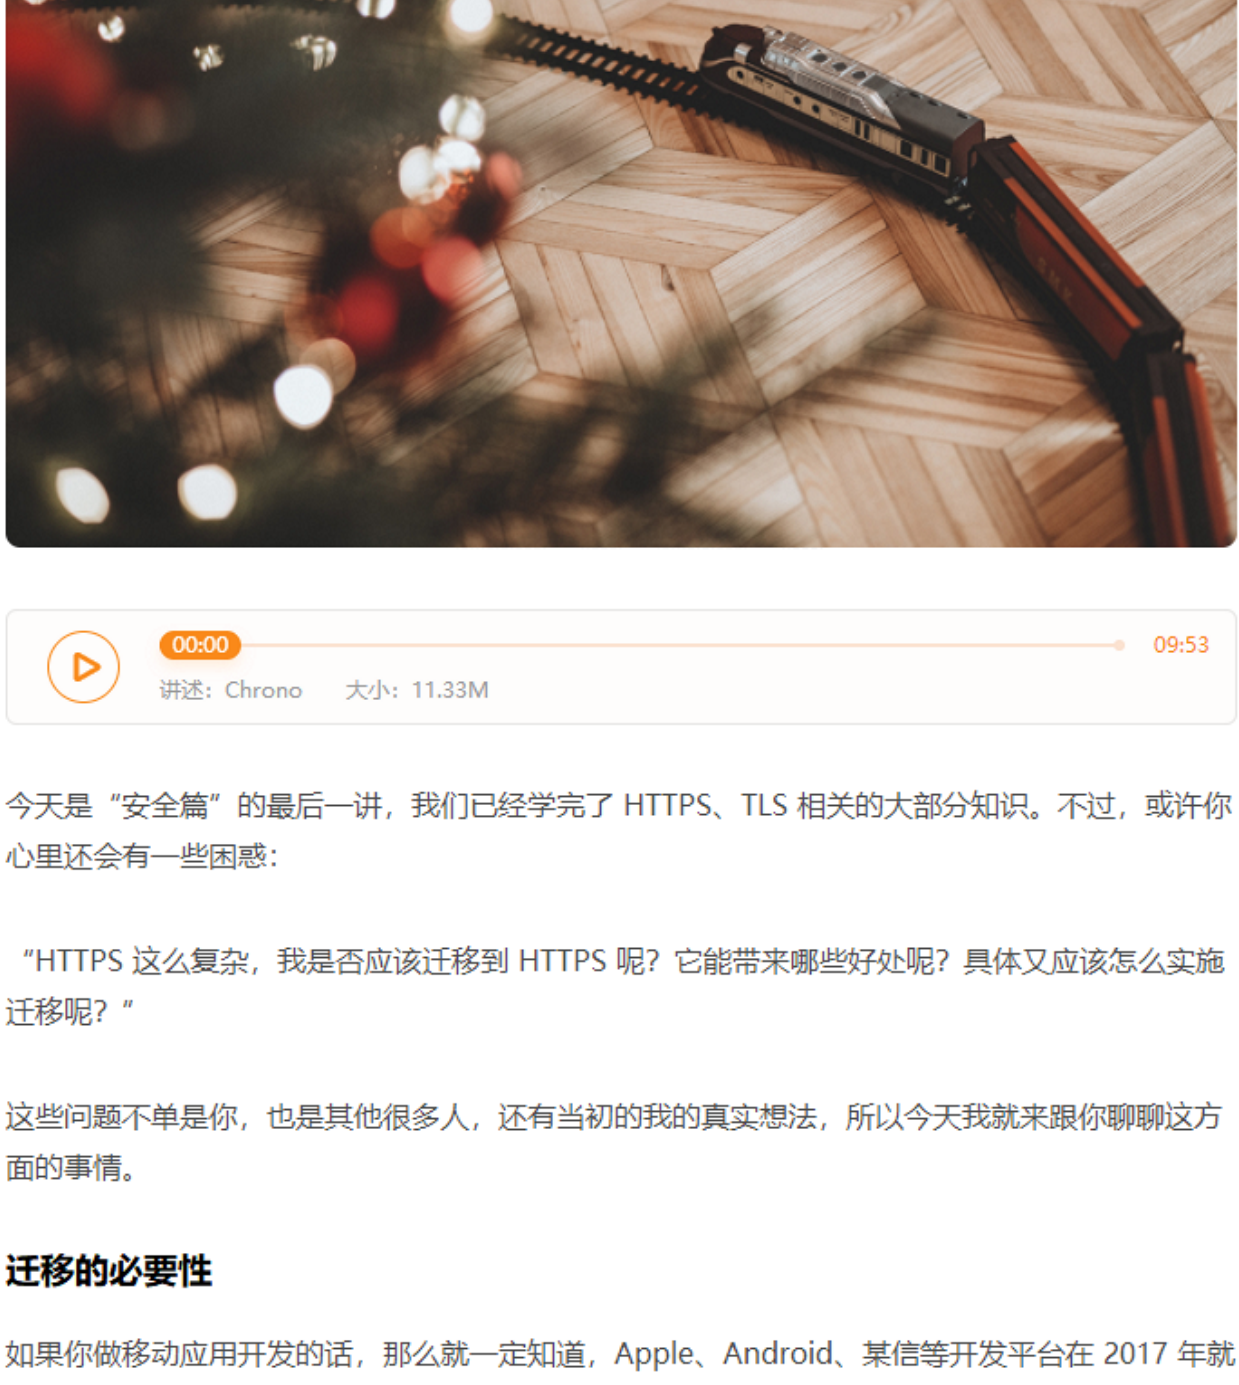 00:00
09:53
讲述：Chrono 大小：11.33M
今天是“安全篇”的最后一讲，我们已经学完了 HTTPS、TLS 相关的大部分知识。不过，或许你
心里还会有一些困惑：
“HTTPS 这么复杂，我是否应该迁移到 HTTPS 呢？它能带来哪些好处呢？具体又应该怎么实施
迁移呢？”
这些问题不单是你，也是其他很多人，还有当初的我的真实想法，所以今天我就来跟你聊聊这方
面的事情。
迁移的必要性
如果你做移动应用开发的话，那么就一定知道，Apple、Android、某信等开发平台在 2017 年就